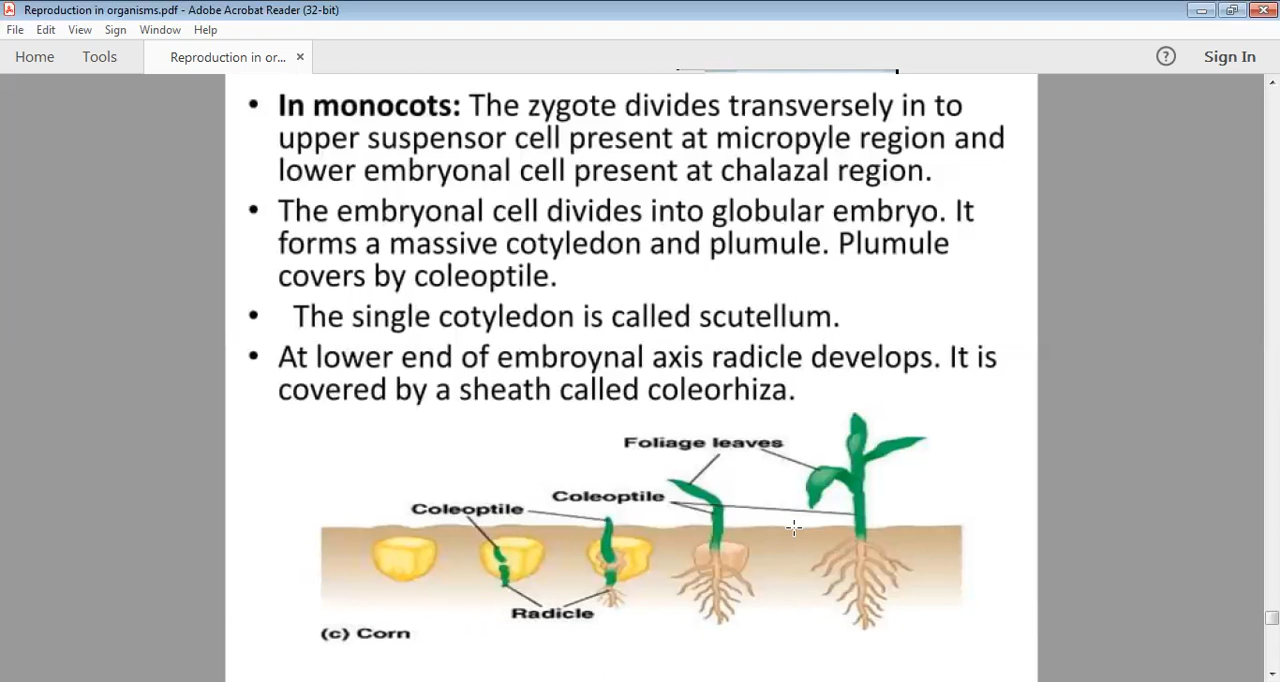 Reproduction in organisms.pdf - Adobe Acrobat Reader (32-bit)
File Edit View Sign Window Help
Home Tools Reproduction in or... × ? Sign In
• In monocots: The zygote divides transversely in to
upper suspensor cell present at micropyle region and
lower embryonal cell present at chalazal region.
• The embryonal cell divides into globular embryo. It
forms a massive cotyledon and plumule. Plumule
covers by coleoptile.
• The single cotyledon is called scutellum.
• At lower end of embroynal axis radicle develops. It is
covered by a sheath called coleorhiza.
Foliage leaves
Coleoptile
Coleoptile
Radicle
(c) Corn